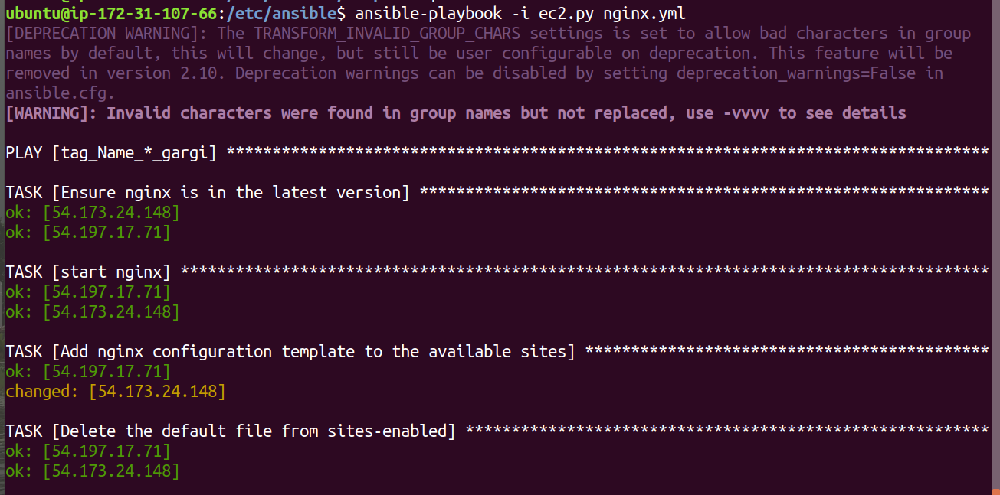 ubuntu@ip-172-31-107-66:/etc/ansible$ ansible-playbook -i ec2.py nginx.yml
[DEPRECATION WARNING]: The TRANSFORM_INVALID_GROUP_CHARS settings is set to allow bad characters in group
names by default, this will change, but still be user configurable on deprecation. This feature will be
removed in version 2.10. Deprecation warnings can be disabled by setting deprecation_warnings=False in
ansible.cfg.
[WARNING]: Invalid characters were found in group names but not replaced, use -vvvv to see details
PLAY [tag_Name_*_gargi] ***********************************************************************************
TASK [Ensure nginx is in the latest version] **************************************************************
ok: [54.173.24.148]
ok: [54.197.17.71]
TASK [start nginx] ****************************************************************************************
ok: [54.197.17.71]
ok: [54.173.24.148]
TASK [Add nginx configuration template to the available sites] ********************************************
ok: [54.197.17.71]
changed: [54.173.24.148]
TASK [Delete the default file from sites-enabled] *********************************************************
ok: [54.197.17.71]
ok: [54.173.24.148]